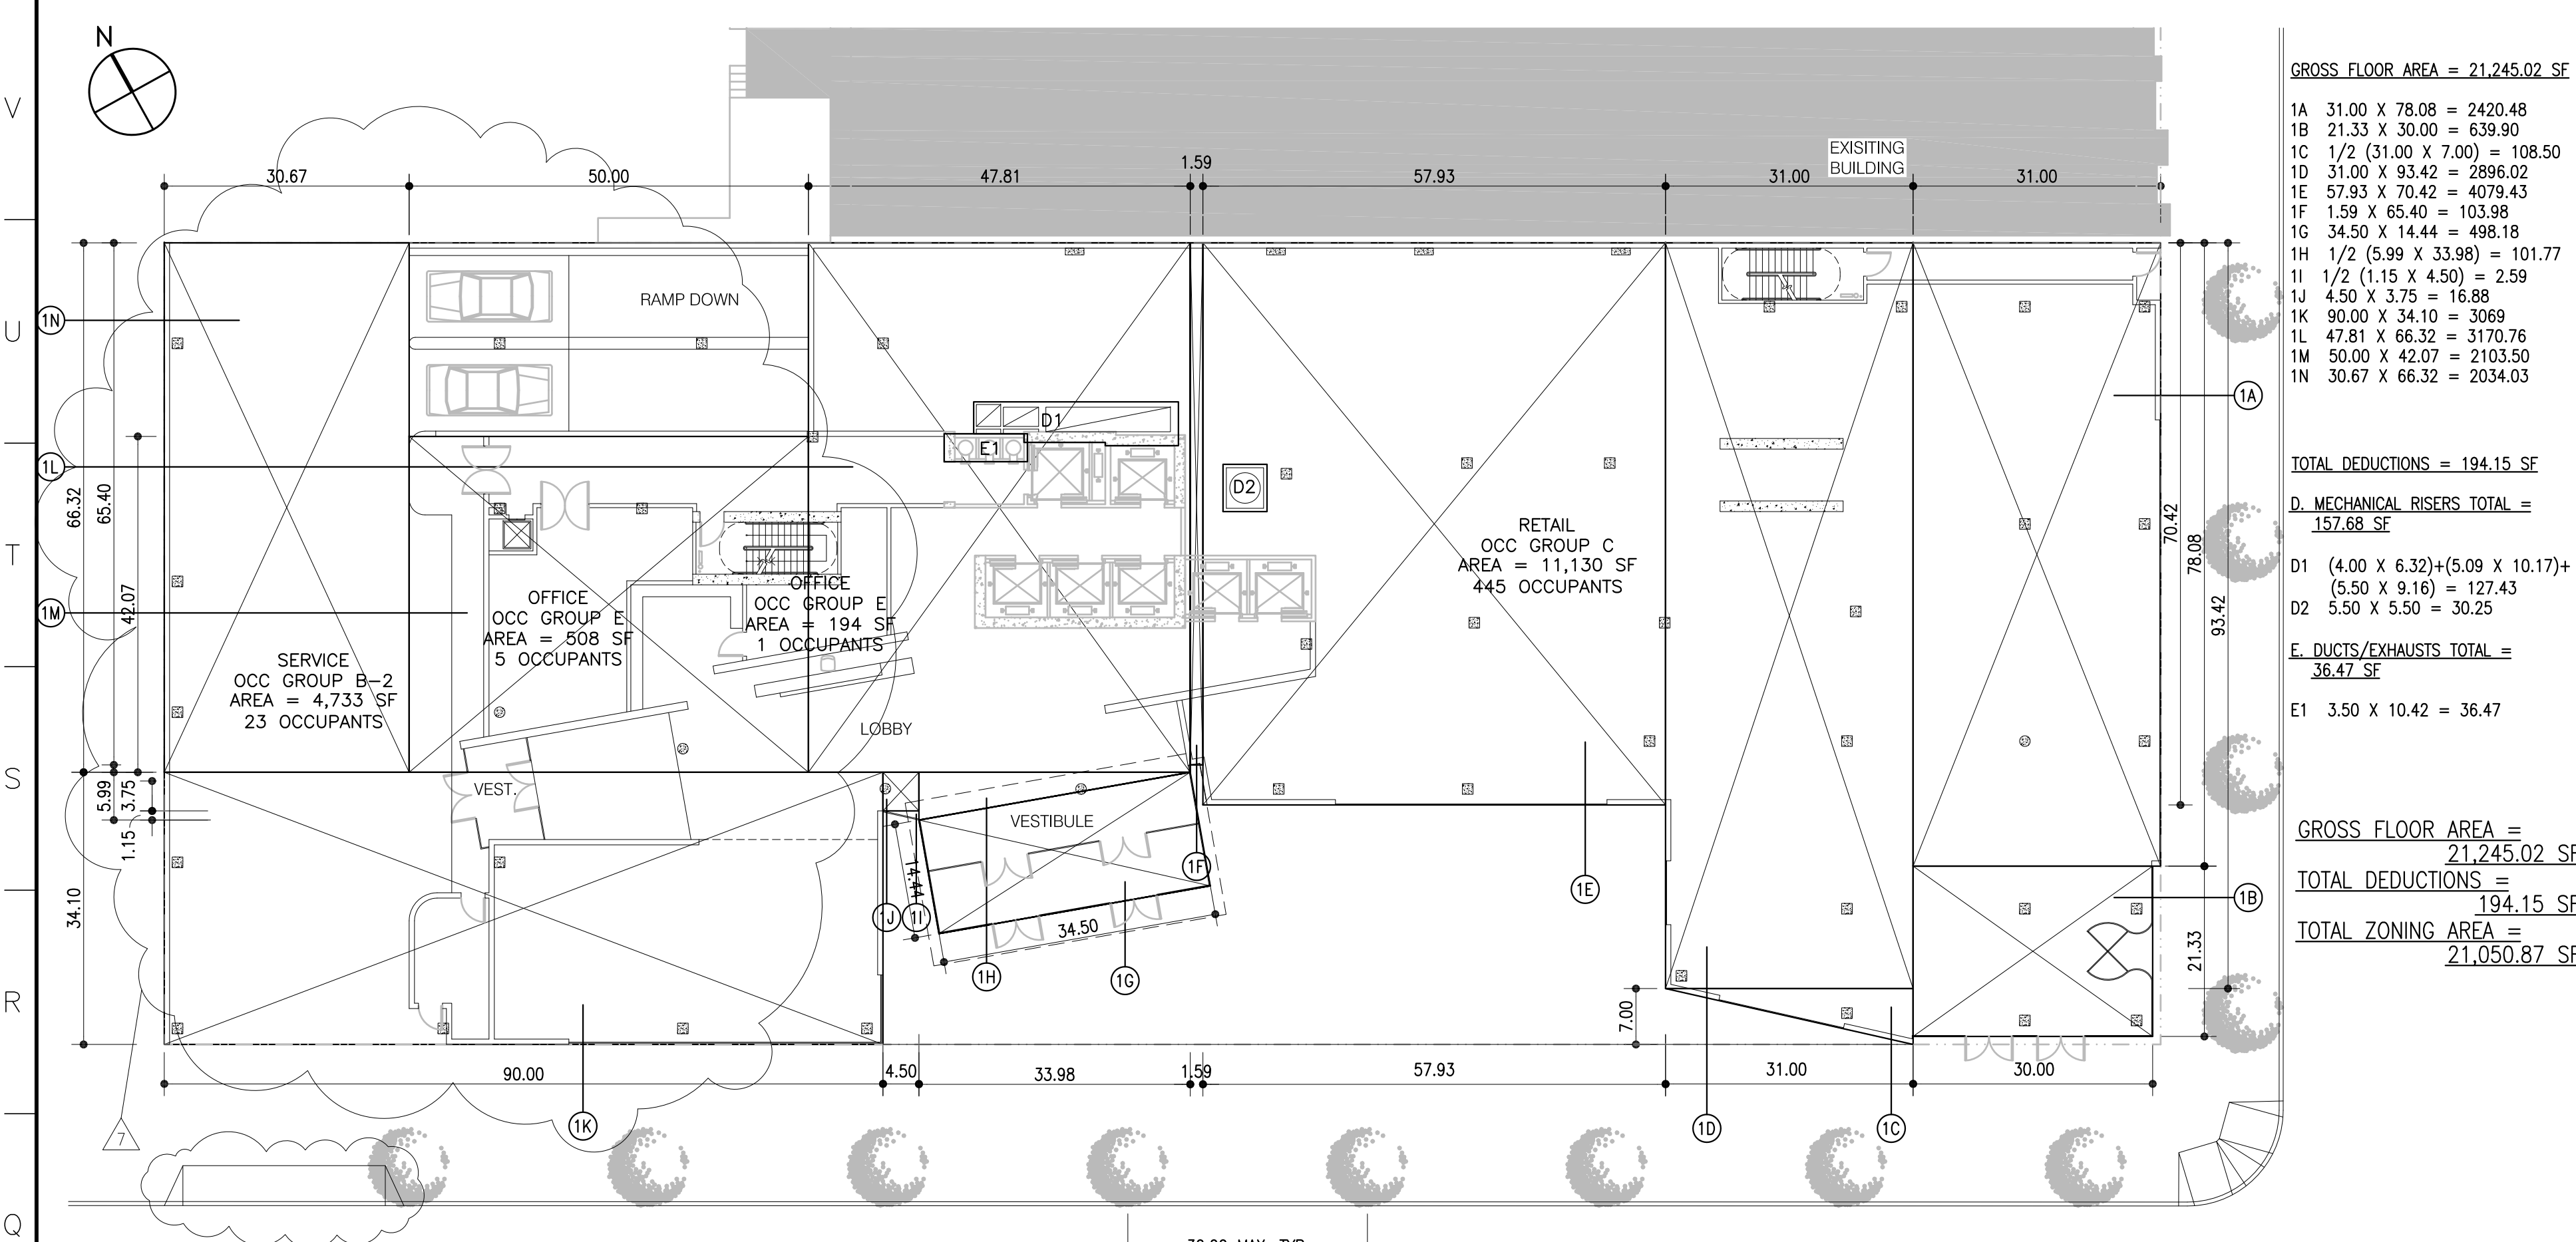 N
V
U
T
S
R
Q
30.67
50.00
47.81
1.59
57.93
31.00
31.00
EXISITING
BUILDING
RAMP DOWN
1N
1L
1M
66.32
65.40
42.07
5.99
3.75
1.15
34.10
D1
E1
D2
SERVICE
OCC GROUP B-2
AREA = 4,733 SF
23 OCCUPANTS
OFFICE
OCC GROUP E
AREA = 508 SF
5 OCCUPANTS
OFFICE
OCC GROUP E
AREA = 194 SF
1 OCCUPANTS
RETAIL
OCC GROUP C
AREA = 11,130 SF
445 OCCUPANTS
LOBBY
VEST.
VESTIBULE
14.44
34.50
1J
1I
1H
1G
1F
1E
1A
1B
70.42
78.08
93.42
21.33
7.00
90.00
4.50
33.98
1.59
57.93
31.00
30.00
1K
1D
1C
7
30.00 MAX. TYP.
GROSS FLOOR AREA = 21,245.02 SF
1A 31.00 X 78.08 = 2420.48
1B 21.33 X 30.00 = 639.90
1C 1/2 (31.00 X 7.00) = 108.50
1D 31.00 X 93.42 = 2896.02
1E 57.93 X 70.42 = 4079.43
1F 1.59 X 65.40 = 103.98
1G 34.50 X 14.44 = 498.18
1H 1/2 (5.99 X 33.98) = 101.77
1I 1/2 (1.15 X 4.50) = 2.59
1J 4.50 X 3.75 = 16.88
1K 90.00 X 34.10 = 3069
1L 47.81 X 66.32 = 3170.76
1M 50.00 X 42.07 = 2103.50
1N 30.67 X 66.32 = 2034.03
TOTAL DEDUCTIONS = 194.15 SF
D. MECHANICAL RISERS TOTAL =
157.68 SF
D1 (4.00 X 6.32)+(5.09 X 10.17)+
(5.50 X 9.16) = 127.43
D2 5.50 X 5.50 = 30.25
E. DUCTS/EXHAUSTS TOTAL =
36.47 SF
E1 3.50 X 10.42 = 36.47
GROSS FLOOR AREA =
21,245.02 SF
TOTAL DEDUCTIONS =
194.15 SF
TOTAL ZONING AREA =
21,050.87 SF